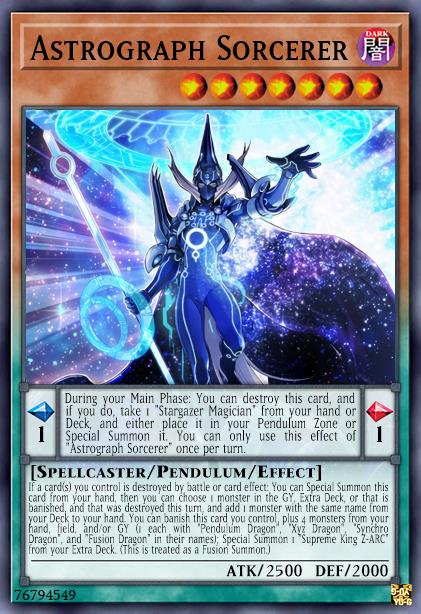 ASTROGRAPH SORCERER
DARK
闇
During your Main Phase: You can destroy this card, and
if you do, take 1 "Stargazer Magician" from your hand or
Deck, and either place it in your Pendulum Zone or
Special Summon it. You can only use this effect of
"Astrograph Sorcerer" once per turn.
1
1
[SPELLCASTER/PENDULUM/EFFECT]
If a card(s) you control is destroyed by battle or card effect: You can Special Summon
this card from your hand, then you can choose 1 monster in the GY, Extra Deck, or that is
banished, and that was destroyed this turn, and add 1 monster with the same name from
your Deck to your hand. You can banish this card you control, plus 4 monsters from your
hand, field, and/or GY (1 each with "Pendulum Dragon", "Xyz Dragon", "Synchro
Dragon", and "Fusion Dragon" in their names); Special Summon 1 "Supreme King Z-ARC"
from your Extra Deck. (This is treated as a Fusion Summon.)
ATK/2500 DEF/2000
76794549